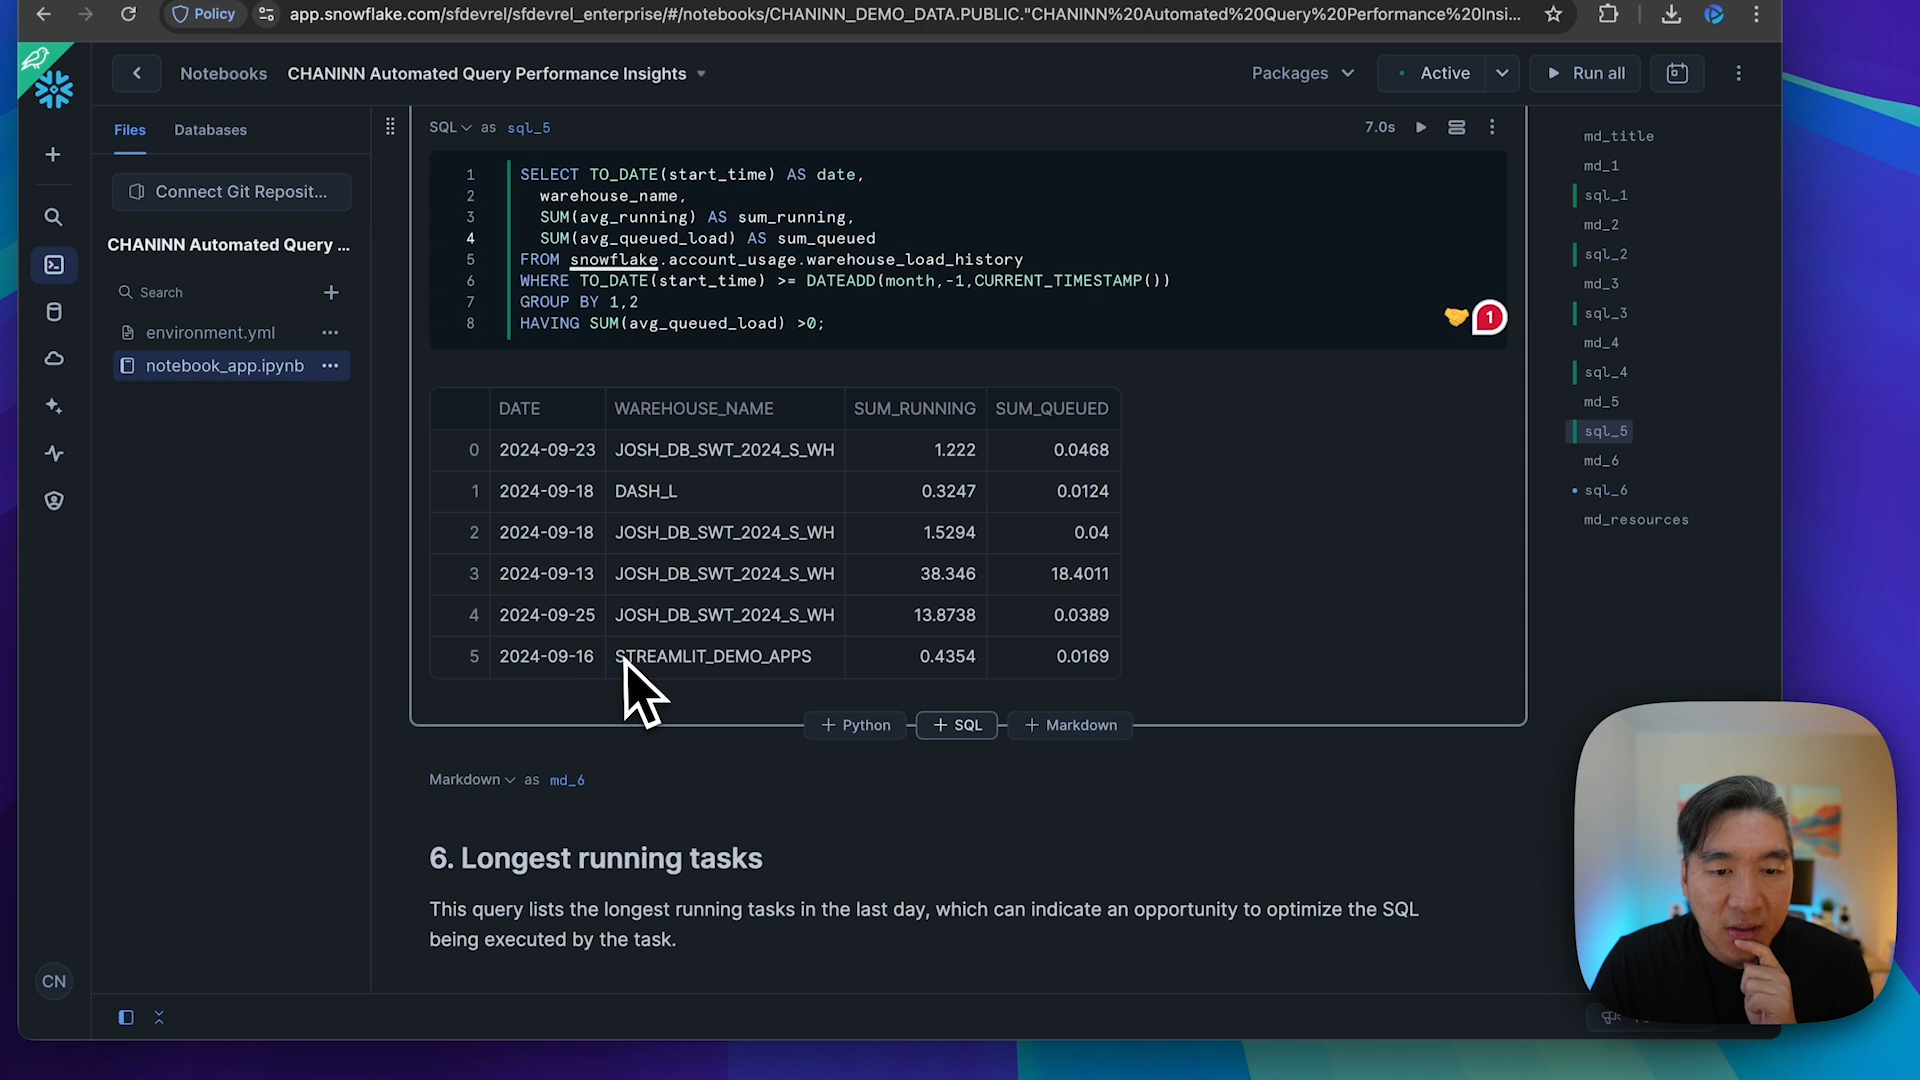 Policy
app.snowflake.com/sfdevrel/sfdevrel_enterprise/#/notebooks/CHANINN_DEMO_DATA.PUBLIC."CHANINN%20Automated%20Query%20Performance%20Insi...
Notebooks
CHANINN Automated Query Performance Insights
Packages
Active
Run all
Files
Databases
Connect Git Reposit...
CHANINN Automated Query ...
Search
environment.yml
notebook_app.ipynb
CN
SQL as sql_5
7.0s
1 SELECT TO_DATE(start_time) AS date,
2 warehouse_name,
3 SUM(avg_running) AS sum_running,
4 SUM(avg_queued_load) AS sum_queued
5 FROM snowflake.account_usage.warehouse_load_history
6 WHERE TO_DATE(start_time) >= DATEADD(month,-1,CURRENT_TIMESTAMP())
7 GROUP BY 1,2
8 HAVING SUM(avg_queued_load) >0;
1
DATE WAREHOUSE_NAME SUM_RUNNING SUM_QUEUED
0 2024-09-23 JOSH_DB_SWT_2024_S_WH 1.222 0.0468
1 2024-09-18 DASH_L 0.3247 0.0124
2 2024-09-18 JOSH_DB_SWT_2024_S_WH 1.5294 0.04
3 2024-09-13 JOSH_DB_SWT_2024_S_WH 38.346 18.4011
4 2024-09-25 JOSH_DB_SWT_2024_S_WH 13.8738 0.0389
5 2024-09-16 STREAMLIT_DEMO_APPS 0.4354 0.0169
+ Python
+ SQL
+ Markdown
Markdown as md_6
6. Longest running tasks
This query lists the longest running tasks in the last day, which can indicate an opportunity to optimize the SQL
being executed by the task.
md_title
md_1
sql_1
md_2
sql_2
md_3
sql_3
md_4
sql_4
md_5
sql_5
md_6
sql_6
md_resources